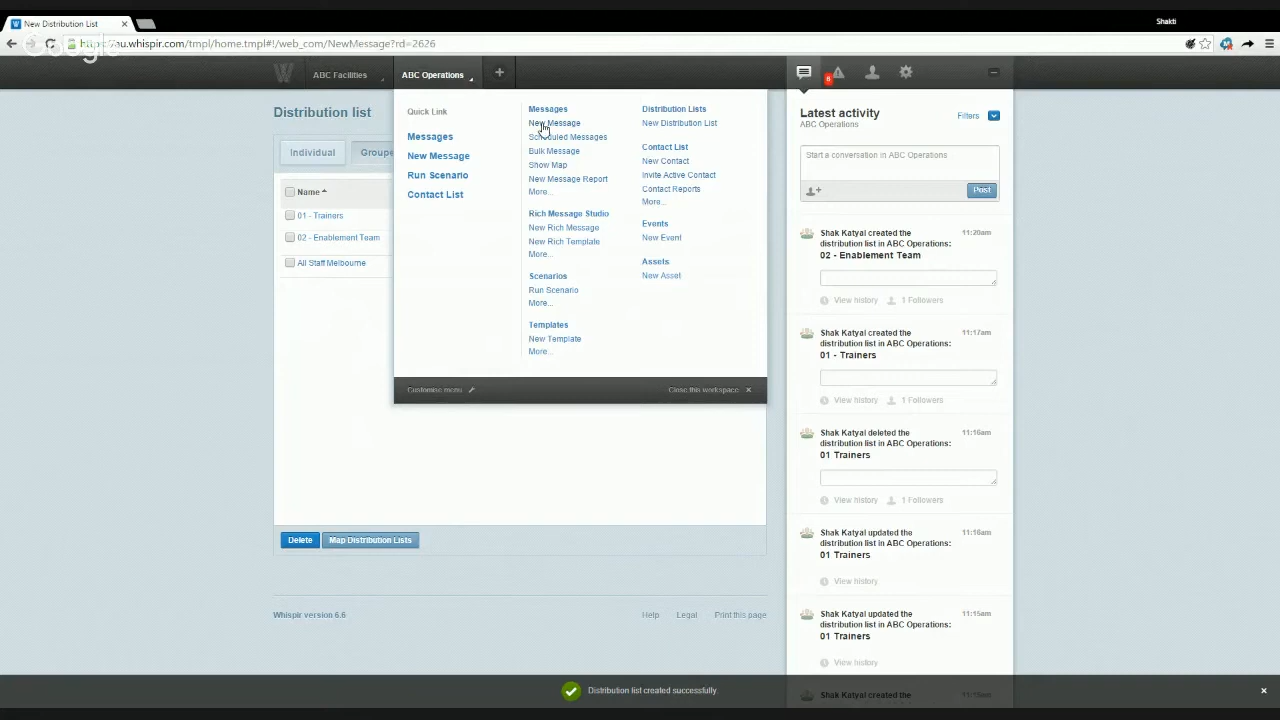 New Distribution List
Shakti
https://au.whispir.com/tmpl/home.tmpl#!/web_com/NewMessage?rd=2626
Google
ABC Facilities
ABC Operations
6
Distribution list
Individual
Groupe
Name
01 - Trainers
02 - Enablement Team
All Staff Melbourne
Quick Link
Messages
New Message
Run Scenario
Contact List
Messages
New Message
Scheduled Messages
Bulk Message
Show Map
New Message Report
More...
Rich Message Studio
New Rich Message
New Rich Template
More...
Scenarios
Run Scenario
More...
Templates
New Template
More...
Distribution Lists
New Distribution List
Contact List
New Contact
Invite Active Contact
Contact Reports
More...
Events
New Event
Assets
New Asset
Customise menu
Close this workspace
Delete
Map Distribution Lists
Whispir version 6.6
Help
Legal
Print this page
Latest activity
ABC Operations
Filters
Start a conversation in ABC Operations
Post
Shak Katyal created the 11:20am
distribution list in ABC Operations:
02 - Enablement Team
View history 1 Followers
Shak Katyal created the 11:17am
distribution list in ABC Operations:
01 - Trainers
View history 1 Followers
Shak Katyal deleted the 11:16am
distribution list in ABC Operations:
01 Trainers
View history 1 Followers
Shak Katyal updated the 11:16am
distribution list in ABC Operations:
01 Trainers
View history
Shak Katyal updated the 11:15am
distribution list in ABC Operations:
01 Trainers
View history
Shak Katyal created the
Distribution list created successfully.